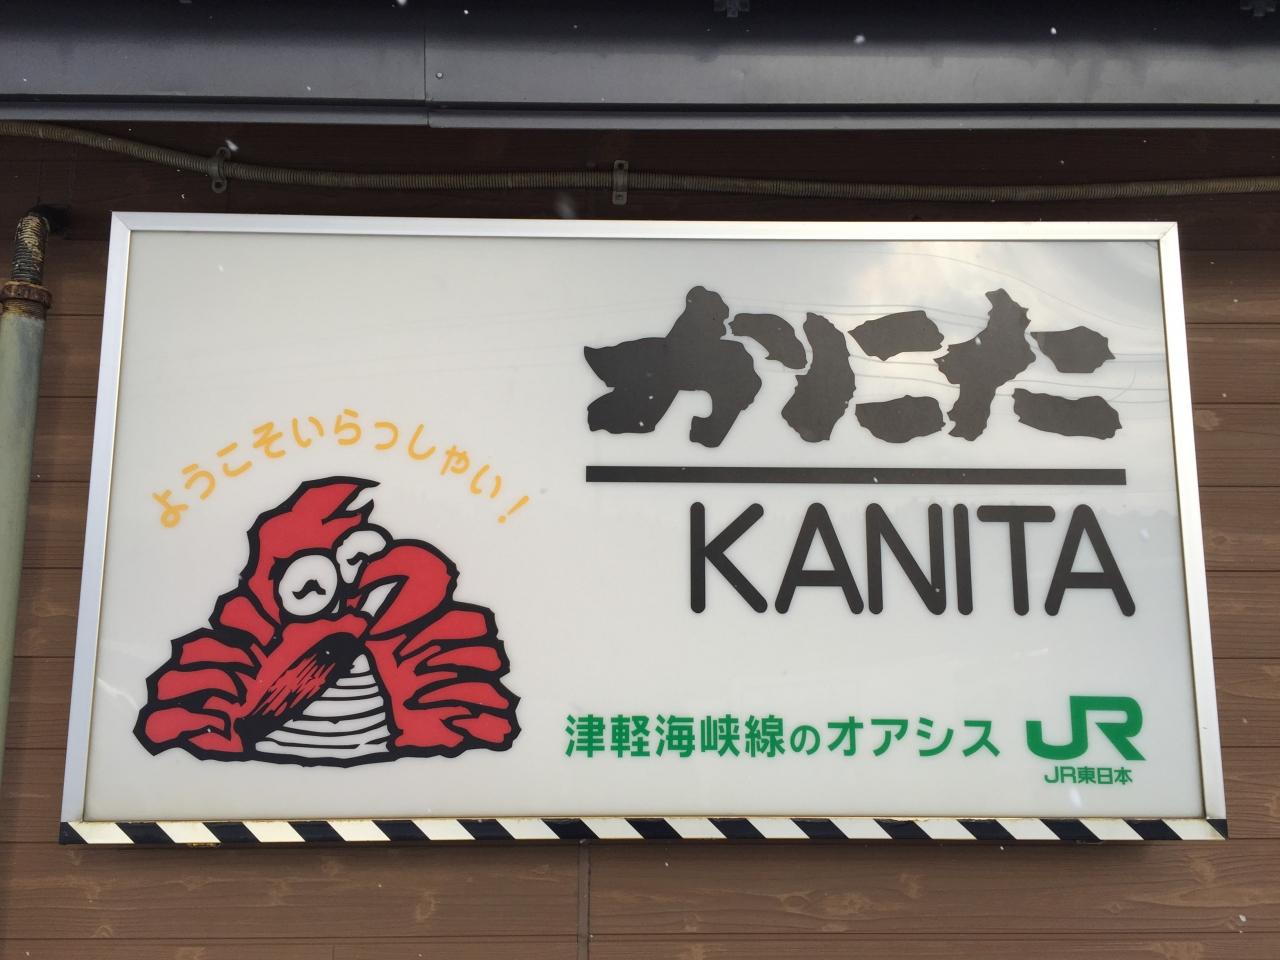 ようこそいらっしゃい!
かにた
KANITA
津軽海峡線のオアシス
JR
JR東日本